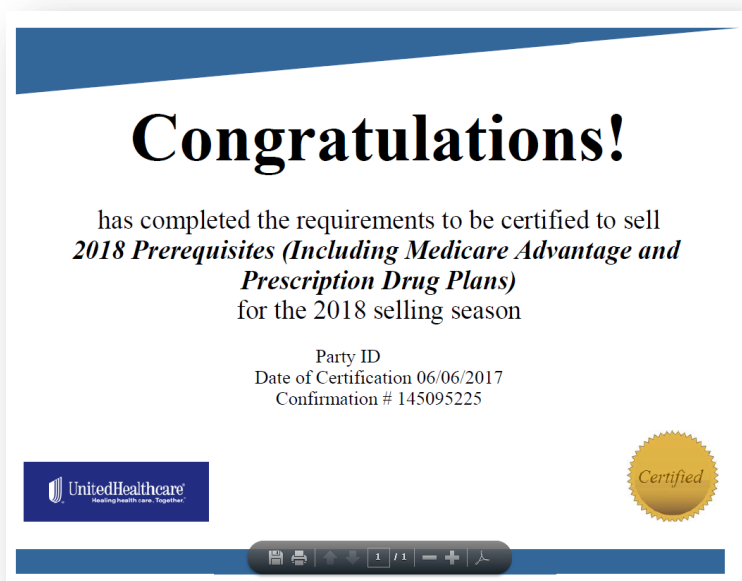 Congratulations!
has completed the requirements to be certified to sell
2018 Prerequisites (Including Medicare Advantage and
Prescription Drug Plans)
for the 2018 selling season
Party ID
Date of Certification 06/06/2017
Confirmation # 145095225
UnitedHealthcare®
Healing health care. Together.®
Certified
1 / 1